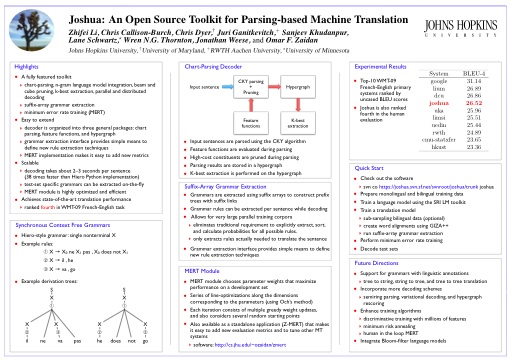 Joshua: An Open Source Toolkit for Parsing-based Machine Translation
Zhifei Li, Chris Callison-Burch, Chris Dyer,† Juri Ganitkevitch,+ Sanjeev Khudanpur,
Lane Schwartz,* Wren N.G. Thornton, Jonathan Weese, and Omar F. Zaidan
Johns Hopkins University, †University of Maryland, +RWTH Aachen University, *University of Minnesota
JOHNS HOPKINS
UNIVERSITY
Highlights
A fully featured toolkit
chart-parsing, n-gram language model integration, beam and
cube pruning, k-best extraction; parallel and distributed
decoding
suffix-array grammar extraction
minimum error rate training (MERT)
Easy to extend
decoder is organized into three general packages: chart
parsing, feature functions, and hypergraph
grammar extraction interface provides simple means to
define new rule extraction techniques
MERT implementation makes it easy to add new metrics
Scalable
decoding takes about 2–3 seconds per sentence
(38 times faster than Hiero Python implementation)
test-set specific grammars can be extracted on-the-fly
MERT module is highly optimized and efficient
Achieves state-of-the-art translation performance
ranked fourth in WMT-09 French-English task
Synchronous Context Free Grammars
Hiero-style grammar: single nonterminal X
Example rules:
① X → X₁ ne X₂ pas , X₁ does not X₂
② X → il , he
③ X → va , go
Example derivation trees:
S S
X X
X X X X
② ③ ② ③
il ne va pas he does not go
Chart-Parsing Decoder
Input sentence
CKY parsing
+
Pruning
Hypergraph
Feature
functions
K-best
extraction
Input sentences are parsed using the CKY algorithm
Feature functions are evaluated during parsing
High-cost constituents are pruned during parsing
Parsing results are stored in a hypergraph
K-best extraction is performed on the hypergraph
Suffix-Array Grammar Extraction
Grammars are extracted using suffix arrays to construct prefix
trees with suffix links
Grammar rules can be extracted per sentence while decoding
Allows for very large parallel training corpora
eliminates traditional requirement to explicitly extract, sort,
and calculate probabilities for all possible rules.
only extracts rules actually needed to translate the sentence
Grammar extraction interface provides simple means to define
new rule extraction techniques
MERT Module
MERT module chooses parameter weights that maximize
performance on a development set
Series of line-optimizations along the dimensions
corresponding to the parameters (using Och's method)
Each iteration consists of multiple greedy weight updates,
and also considers several random starting points
Also available as a standalone application (Z-MERT) that makes
it easy to add new evaluation metrics and to tune other MT
systems
software: http://cs.jhu.edu/~ozaidan/zmert
Experimental Results
Top-10 WMT-09
French-English primary
systems ranked by
uncased BLEU scores
Joshua is also ranked
fourth in the human
evaluation
System BLEU-4
google 31.14
limsi 26.89
dcu 26.86
joshua 26.52
uka 25.96
limsi 25.51
uedin 25.44
rwth 24.89
cmu-statxfer 23.65
bbn 23.36
Quick Start
Check out the software
svn co https://joshua.svn.sf.net/svnroot/joshua/trunk joshua
Prepare monolingual and bilingual training data
Train a language model using the SRI LM toolkit
Train a translation model
sub-sampling bilingual data (optional)
create word alignments using GIZA++
run suffix-array grammar extraction
Perform minimum error rate training
Decode test sets
Future Directions
Support for grammars with linguistic annotations
tree to string, string to tree, and tree to tree translation
Incorporate more decoding schemes
semiring parsing, variational decoding, and hypergraph
rescoring
Enhance training algorithms
discriminative training with millions of features
minimum risk annealing
human in the loop MERT
Integrate Bloom-filter language models